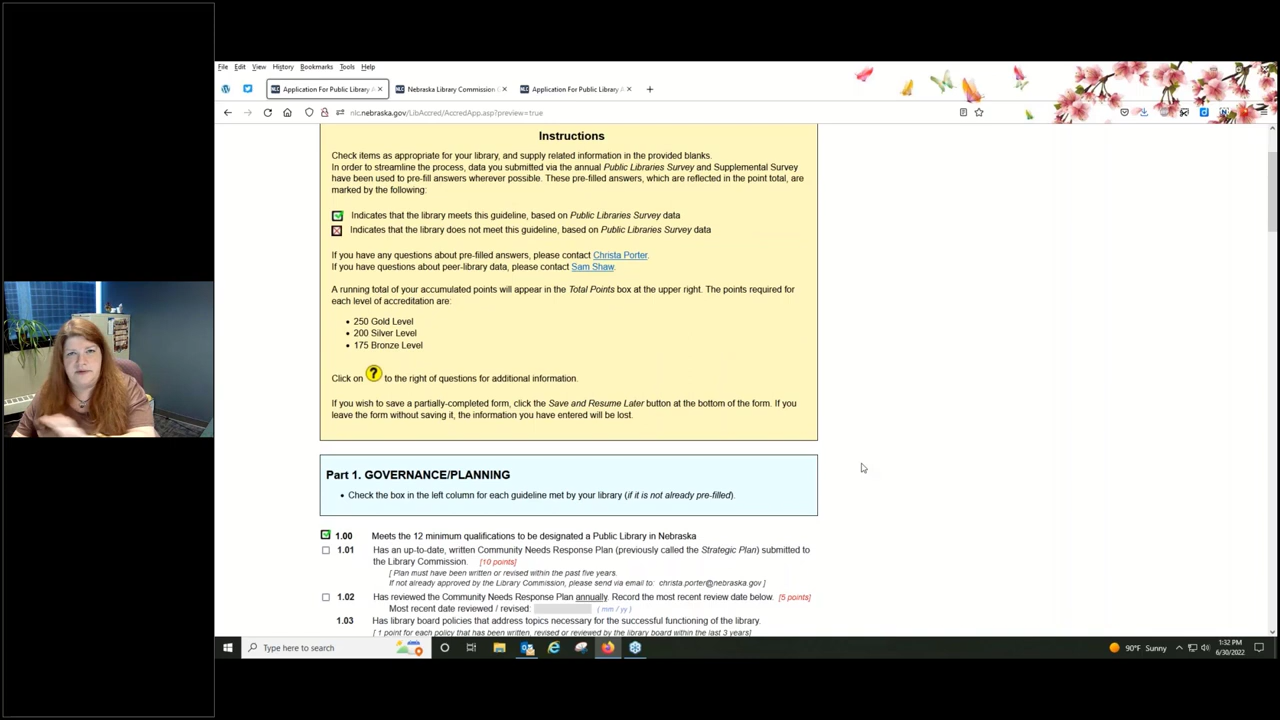 File Edit View History Bookmarks Tools Help
Application For Public Library A
Nebraska Library Commission - C
Application For Public Library A
nlc.nebraska.gov/LibAccred/AccredApp.asp?preview=true
Instructions
Check items as appropriate for your library, and supply related information in the provided blanks.
In order to streamline the process, data you submitted via the annual Public Libraries Survey and Supplemental Survey
have been used to pre-fill answers wherever possible. These pre-filled answers, which are reflected in the point total, are
marked by the following:
Indicates that the library meets this guideline, based on Public Libraries Survey data
Indicates that the library does not meet this guideline, based on Public Libraries Survey data
If you have any questions about pre-filled answers, please contact Christa Porter.
If you have questions about peer-library data, please contact Sam Shaw.
A running total of your accumulated points will appear in the Total Points box at the upper right. The points required for
each level of accreditation are:
• 250 Gold Level
• 200 Silver Level
• 175 Bronze Level
Click on ? to the right of questions for additional information.
If you wish to save a partially-completed form, click the Save and Resume Later button at the bottom of the form. If you
leave the form without saving it, the information you have entered will be lost.
Part 1. GOVERNANCE/PLANNING
• Check the box in the left column for each guideline met by your library (if it is not already pre-filled).
1.00 Meets the 12 minimum qualifications to be designated a Public Library in Nebraska
1.01 Has an up-to-date, written Community Needs Response Plan (previously called the Strategic Plan) submitted to
the Library Commission. [10 points]
[ Plan must have been written or revised within the past five years.
If not already approved by the Library Commission, please send via email to: christa.porter@nebraska.gov ]
1.02 Has reviewed the Community Needs Response Plan annually. Record the most recent review date below. [5 points]
Most recent date reviewed / revised: ( mm / yy )
1.03 Has library board policies that address topics necessary for the successful functioning of the library.
[ 1 point for each policy that has been written, revised or reviewed by the library board within the last 3 years]
Type here to search
90°F Sunny
1:32 PM
6/30/2022